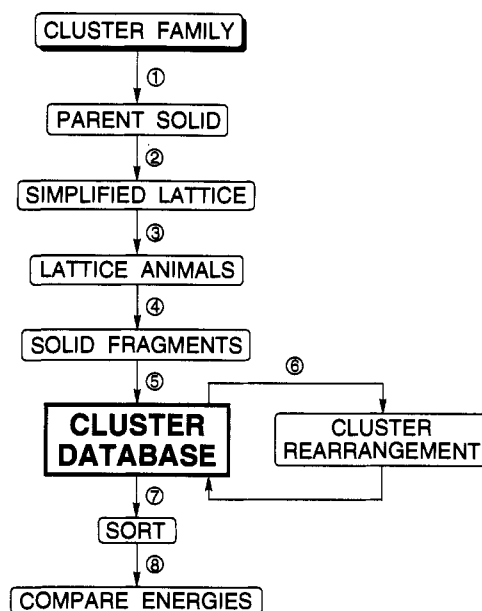 CLUSTER FAMILY
①
PARENT SOLID
②
SIMPLIFIED LATTICE
③
LATTICE ANIMALS
④
SOLID FRAGMENTS
⑤
⑥
CLUSTER
DATABASE
CLUSTER
REARRANGEMENT
⑦
SORT
⑧
COMPARE ENERGIES